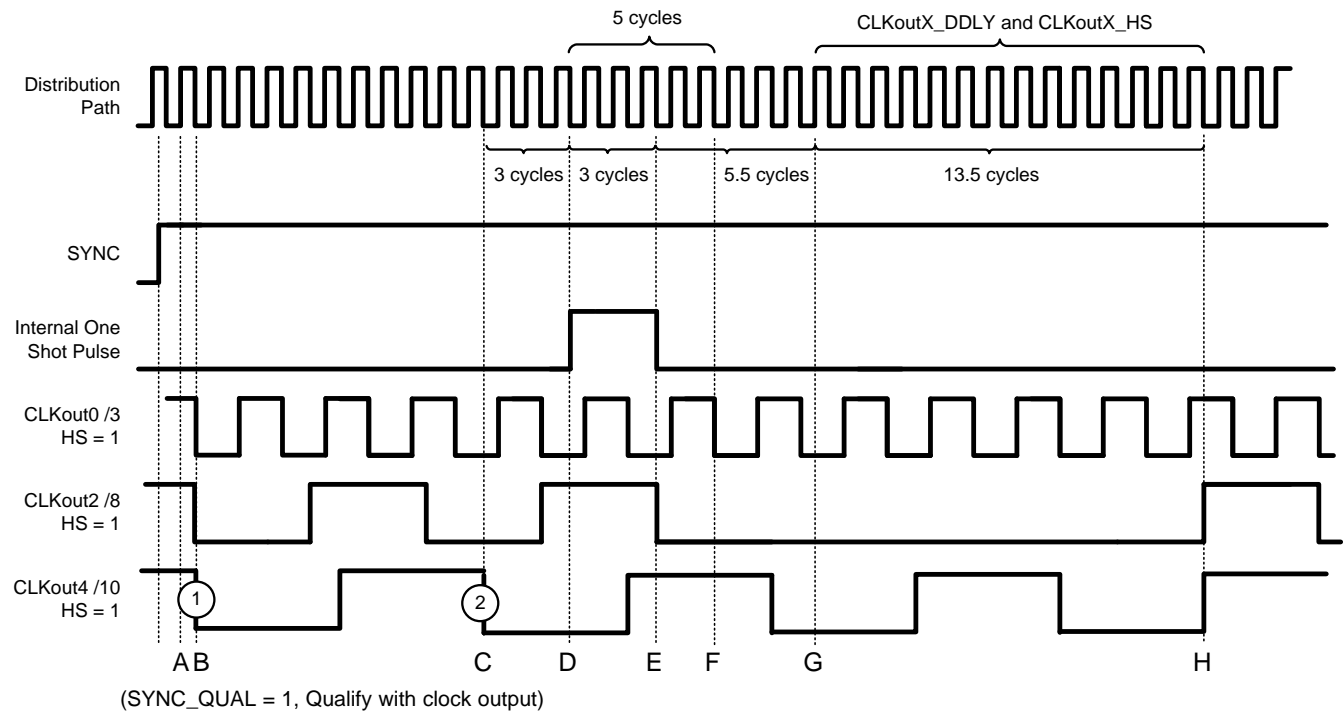 5 cycles
CLKoutX_DDLY and CLKoutX_HS
Distribution
Path
3 cycles
3 cycles
5.5 cycles
13.5 cycles
SYNC
Internal One
Shot Pulse
CLKout0 /3
HS = 1
CLKout2 /8
HS = 1
CLKout4 /10
HS = 1
1
2
A B C D E F G H
(SYNC_QUAL = 1, Qualify with clock output)